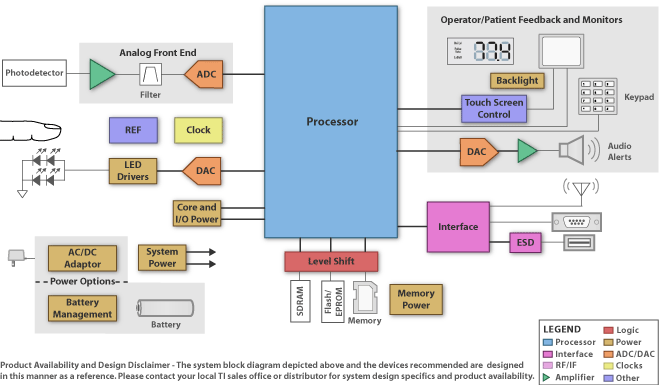 Operator/Patient Feedback and Monitors
Analog Front End
Photodetector
ADC
Filter
Backlight
Touch Screen
Control
Keypad
Processor
REF
Clock
DAC
Audio
Alerts
LED
Drivers
DAC
Core and
I/O Power
Interface
ESD
AC/DC
Adaptor
System
Power
Power Options
Battery
Management
Battery
Level Shift
SDRAM
Flash/
EPROM
Memory
Memory
Power
LEGEND
Processor
Interface
RF/IF
Amplifier
Logic
Power
ADC/DAC
Clocks
Other
Product Availability and Design Disclaimer - The system block diagram depicted above and the devices recommended are designed
in this manner as a reference. Please contact your local TI sales office or distributor for system design specifics and product availability.